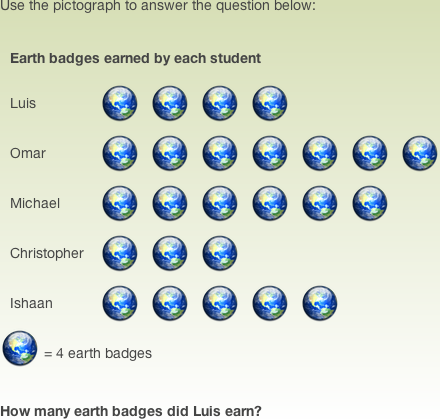 Use the pictograph to answer the question below:
Earth badges earned by each student
Luis
Omar
Michael
Christopher
Ishaan
= 4 earth badges
How many earth badges did Luis earn?